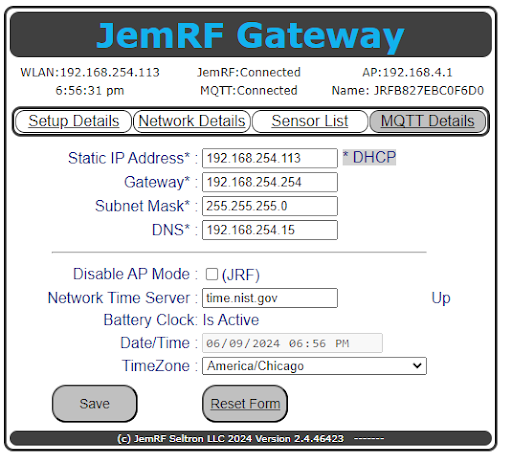 JemRF Gateway
WLAN:192.168.254.113 JemRF:Connected AP:192.168.4.1
6:56:31 pm MQTT:Connected Name: JRFB827EBC0F6D0
Setup Details Network Details Sensor List MQTT Details
Static IP Address* : 192.168.254.113 * DHCP
Gateway* : 192.168.254.254
Subnet Mask* : 255.255.255.0
DNS* : 192.168.254.15
Disable AP Mode : (JRF)
Network Time Server : time.nist.gov Up
Battery Clock: Is Active
Date/Time : 06/09/2024 06:56 PM
TimeZone : America/Chicago
Save Reset Form
(c) JemRF Seltron LLC 2024 Version 2.4.46423 -------